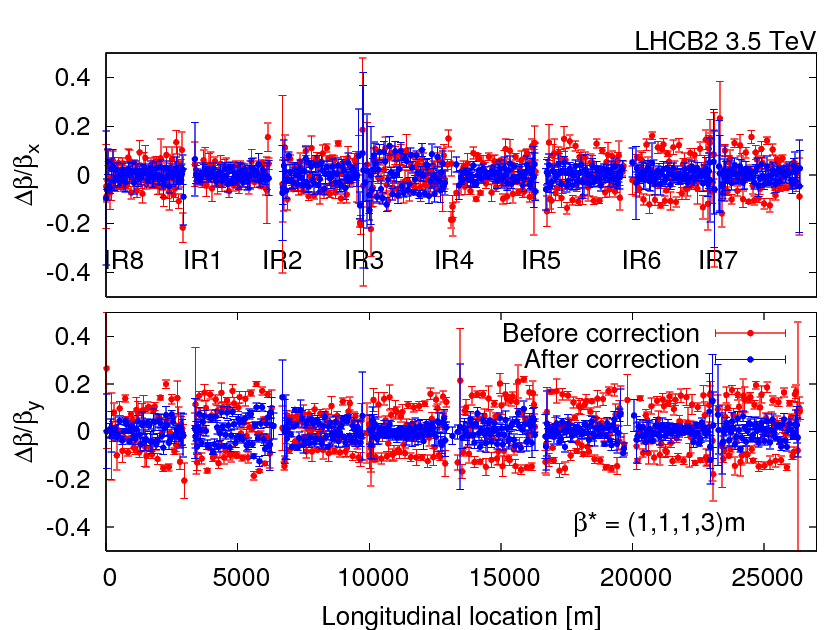 LHCB2 3.5 TeV
0.4
0.2
0
-0.2
-0.4
Δβ/βx
IR8 IR1 IR2 IR3 IR4 IR5 IR6 IR7
0.4
0.2
0
-0.2
-0.4
Δβ/βy
Before correction
After correction
β* = (1,1,1,3)m
0 5000 10000 15000 20000 25000
Longitudinal location [m]